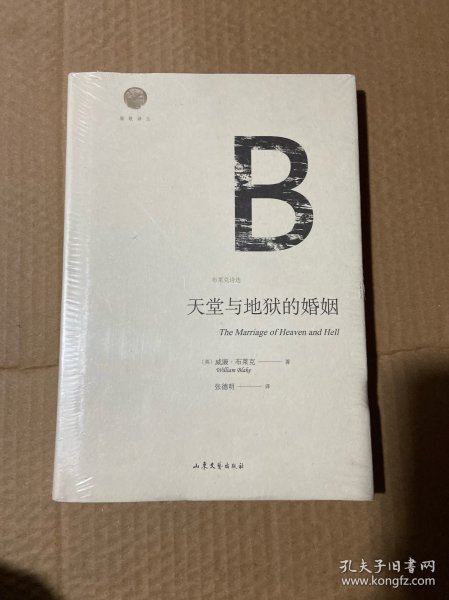 B
布莱克诗选
天堂与地狱的婚姻
The Marriage of Heaven and Hell
[英] 威廉·布莱克 —— 著
William Blake
张德明 —— 译
山东文艺出版社
孔夫子旧书网
www.kongfz.com